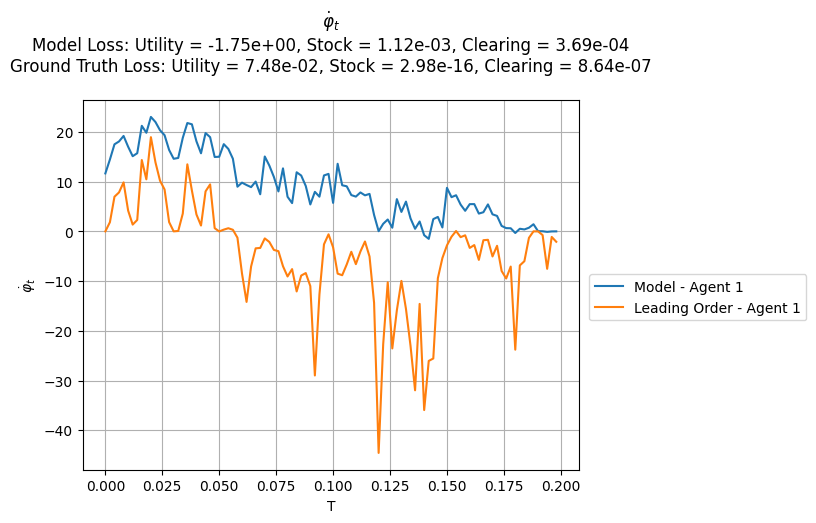 φ̇_t
Model Loss: Utility = -1.75e+00, Stock = 1.12e-03, Clearing = 3.69e-04
Ground Truth Loss: Utility = 7.48e-02, Stock = 2.98e-16, Clearing = 8.64e-07
20
10
0
−10
−20
−30
−40
φ̇_t
0.000 0.025 0.050 0.075 0.100 0.125 0.150 0.175 0.200
T
Model - Agent 1
Leading Order - Agent 1